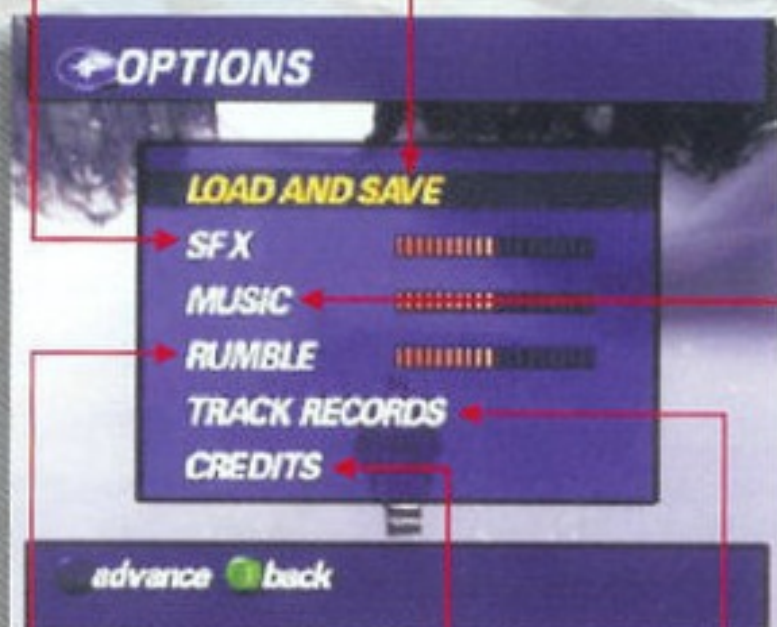 OPTIONS
LOAD AND SAVE
SFX
MUSIC
RUMBLE
TRACK RECORDS
CREDITS
advance back